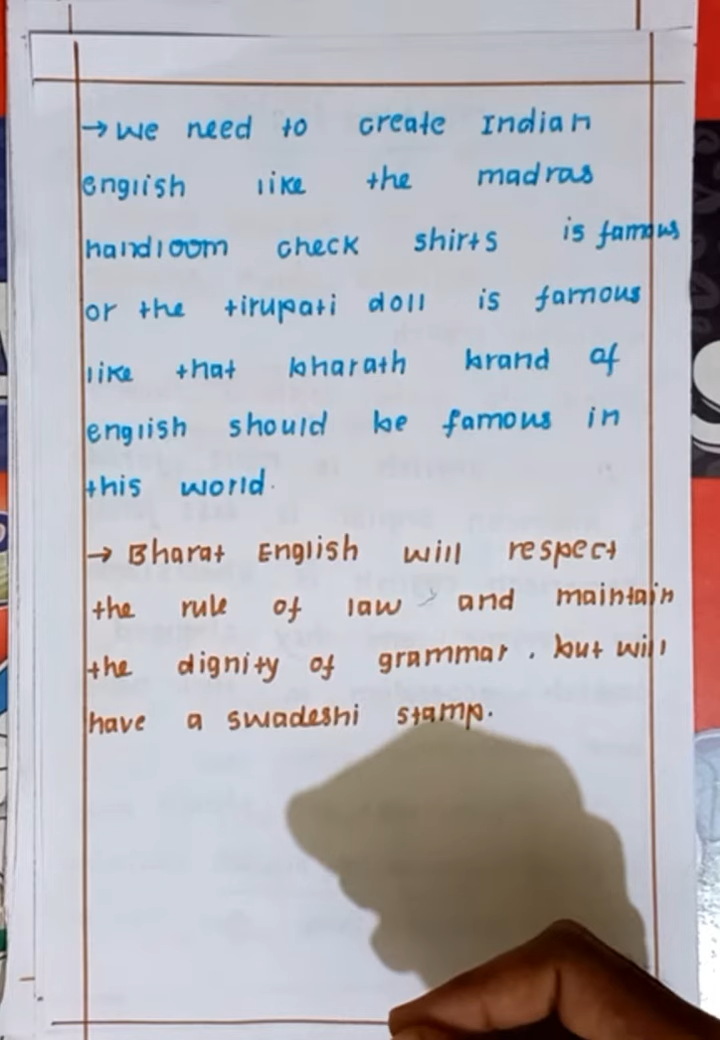 → we need to create Indian
english like the madras
handloom check shirts is famous
or the tirupati doll is famous
like that bharath brand of
english should be famous in
this world.
→ Bharat English will respect
the rule of law and maintain
the dignity of grammar. but will
have a swadeshi stamp.